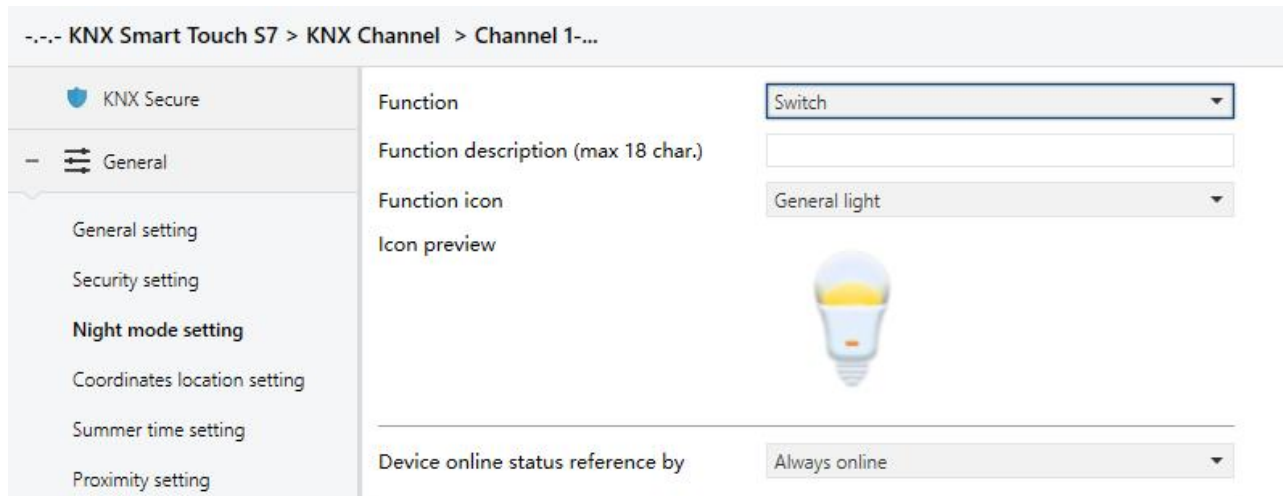 -.-.- KNX Smart Touch S7 > KNX Channel > Channel 1-...
KNX Secure
General
General setting
Security setting
Night mode setting
Coordinates location setting
Summer time setting
Proximity setting
Function
Switch
Function description (max 18 char.)
Function icon
General light
Icon preview
Device online status reference by
Always online